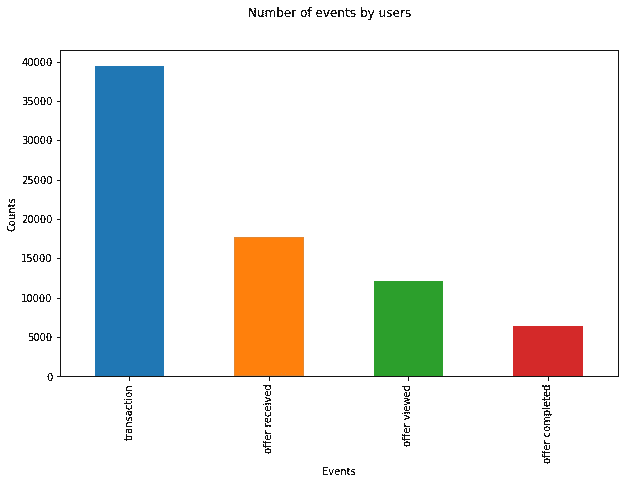 Number of events by users
40000
35000
30000
25000
20000
15000
10000
5000
0
Counts
transaction
offer received
offer viewed
offer completed
Events